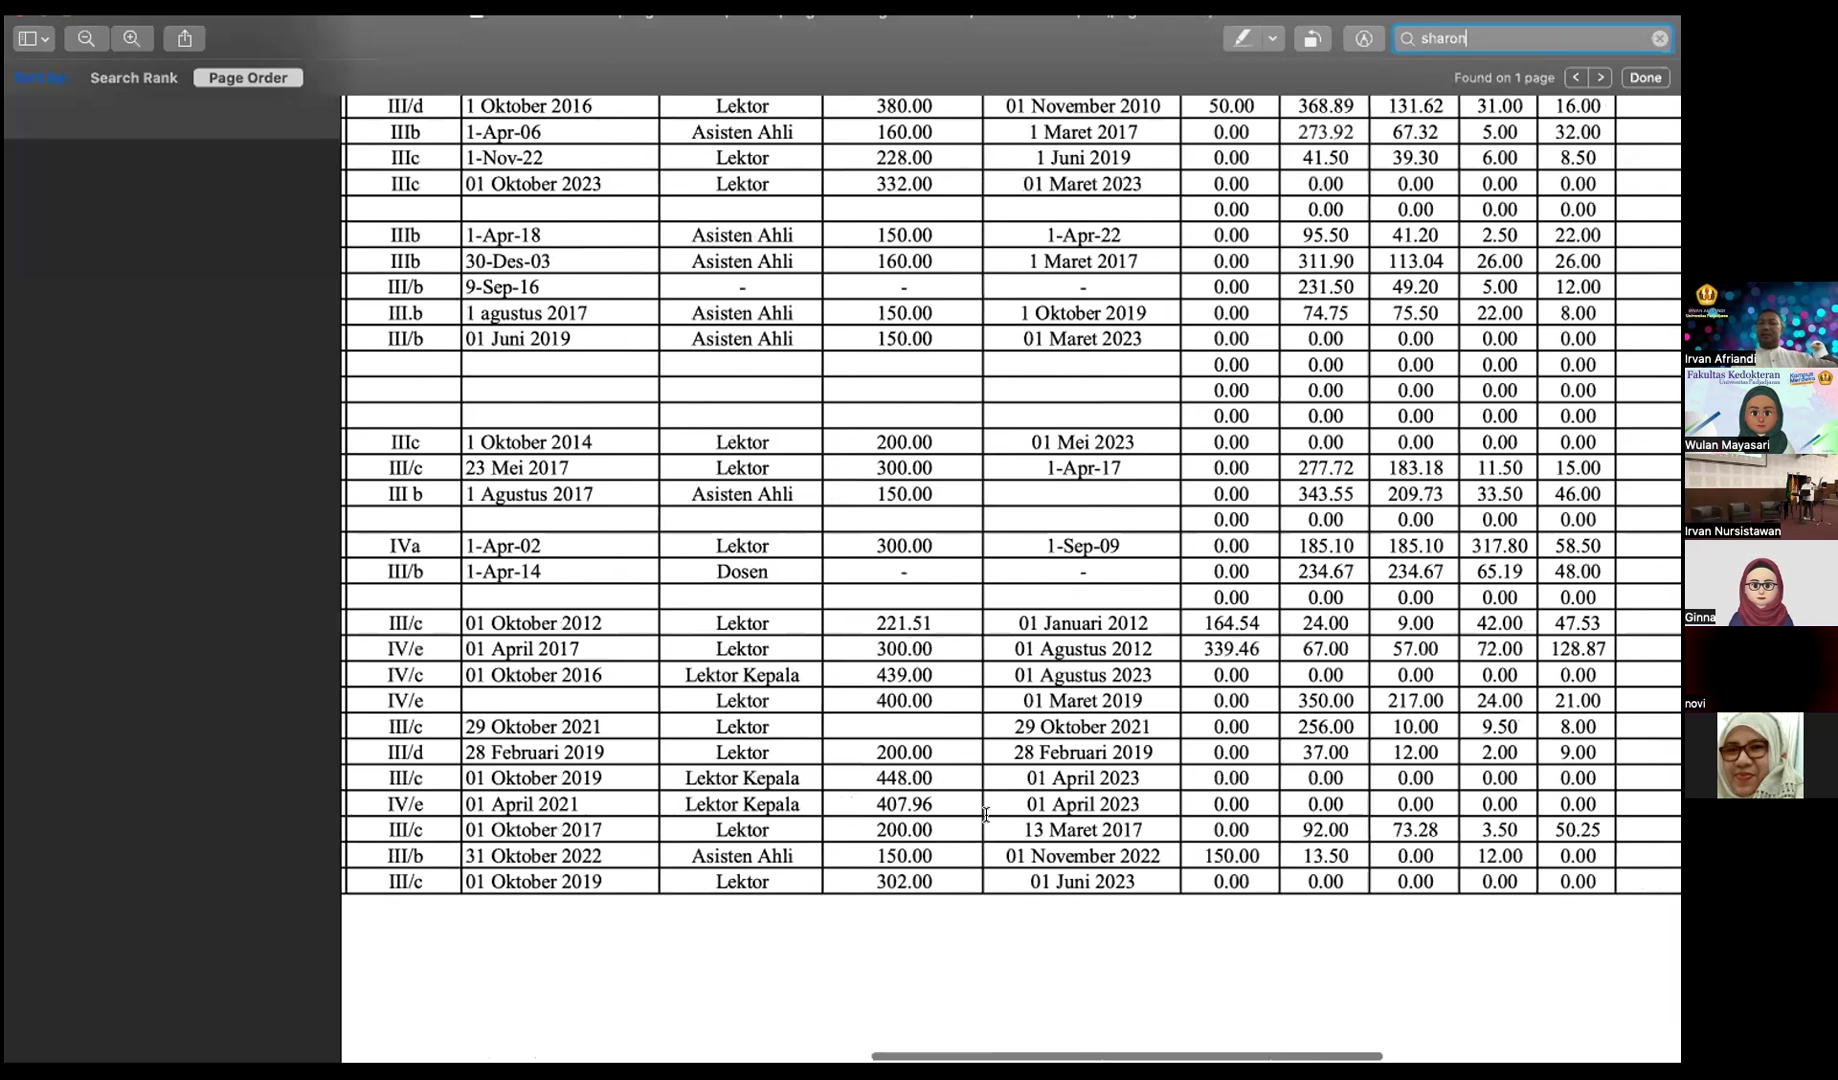 sharon
Search Rank Page Order Found on 1 page Done
III/d 1 Oktober 2016 Lektor 380.00 01 November 2010 50.00 368.89 131.62 31.00 16.00
IIIb 1-Apr-06 Asisten Ahli 160.00 1 Maret 2017 0.00 273.92 67.32 5.00 32.00
IIIc 1-Nov-22 Lektor 228.00 1 Juni 2019 0.00 41.50 39.30 6.00 8.50
IIIc 01 Oktober 2023 Lektor 332.00 01 Maret 2023 0.00 0.00 0.00 0.00 0.00
0.00 0.00 0.00 0.00 0.00
IIIb 1-Apr-18 Asisten Ahli 150.00 1-Apr-22 0.00 95.50 41.20 2.50 22.00
IIIb 30-Des-03 Asisten Ahli 160.00 1 Maret 2017 0.00 311.90 113.04 26.00 26.00
III/b 9-Sep-16 - - - 0.00 231.50 49.20 5.00 12.00
III.b 1 agustus 2017 Asisten Ahli 150.00 1 Oktober 2019 0.00 74.75 75.50 22.00 8.00
III/b 01 Juni 2019 Asisten Ahli 150.00 01 Maret 2023 0.00 0.00 0.00 0.00 0.00
0.00 0.00 0.00 0.00 0.00
0.00 0.00 0.00 0.00 0.00
0.00 0.00 0.00 0.00 0.00
IIIc 1 Oktober 2014 Lektor 200.00 01 Mei 2023 0.00 0.00 0.00 0.00 0.00
III/c 23 Mei 2017 Lektor 300.00 1-Apr-17 0.00 277.72 183.18 11.50 15.00
III b 1 Agustus 2017 Asisten Ahli 150.00 0.00 343.55 209.73 33.50 46.00
0.00 0.00 0.00 0.00 0.00
IVa 1-Apr-02 Lektor 300.00 1-Sep-09 0.00 185.10 185.10 317.80 58.50
III/b 1-Apr-14 Dosen - - 0.00 234.67 234.67 65.19 48.00
0.00 0.00 0.00 0.00 0.00
III/c 01 Oktober 2012 Lektor 221.51 01 Januari 2012 164.54 24.00 9.00 42.00 47.53
IV/e 01 April 2017 Lektor 300.00 01 Agustus 2012 339.46 67.00 57.00 72.00 128.87
IV/c 01 Oktober 2016 Lektor Kepala 439.00 01 Agustus 2023 0.00 0.00 0.00 0.00 0.00
IV/e Lektor 400.00 01 Maret 2019 0.00 350.00 217.00 24.00 21.00
III/c 29 Oktober 2021 Lektor 29 Oktober 2021 0.00 256.00 10.00 9.50 8.00
III/d 28 Februari 2019 Lektor 200.00 28 Februari 2019 0.00 37.00 12.00 2.00 9.00
III/c 01 Oktober 2019 Lektor Kepala 448.00 01 April 2023 0.00 0.00 0.00 0.00 0.00
IV/e 01 April 2021 Lektor Kepala 407.96 01 April 2023 0.00 0.00 0.00 0.00 0.00
III/c 01 Oktober 2017 Lektor 200.00 13 Maret 2017 0.00 92.00 73.28 3.50 50.25
III/b 31 Oktober 2022 Asisten Ahli 150.00 01 November 2022 150.00 13.50 0.00 12.00 0.00
III/c 01 Oktober 2019 Lektor 302.00 01 Juni 2023 0.00 0.00 0.00 0.00 0.00
Irvan Afriandi
Fakultas Kedokteran
Universitas Padjadjaran
Kampus
Merdeka
Wulan Mayasari
Irvan Nursistawan
Ginna
novi